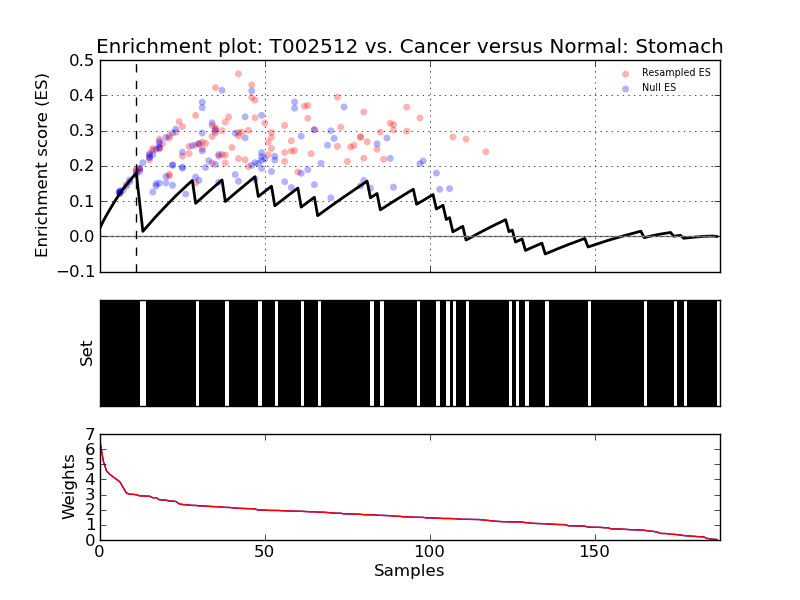 Enrichment plot: T002512 vs. Cancer versus Normal: Stomach
Enrichment score (ES)
0.5
0.4
0.3
0.2
0.1
0.0
−0.1
Resampled ES
Null ES
Set
Weights
7
6
5
4
3
2
1
0
0 50 100 150
Samples